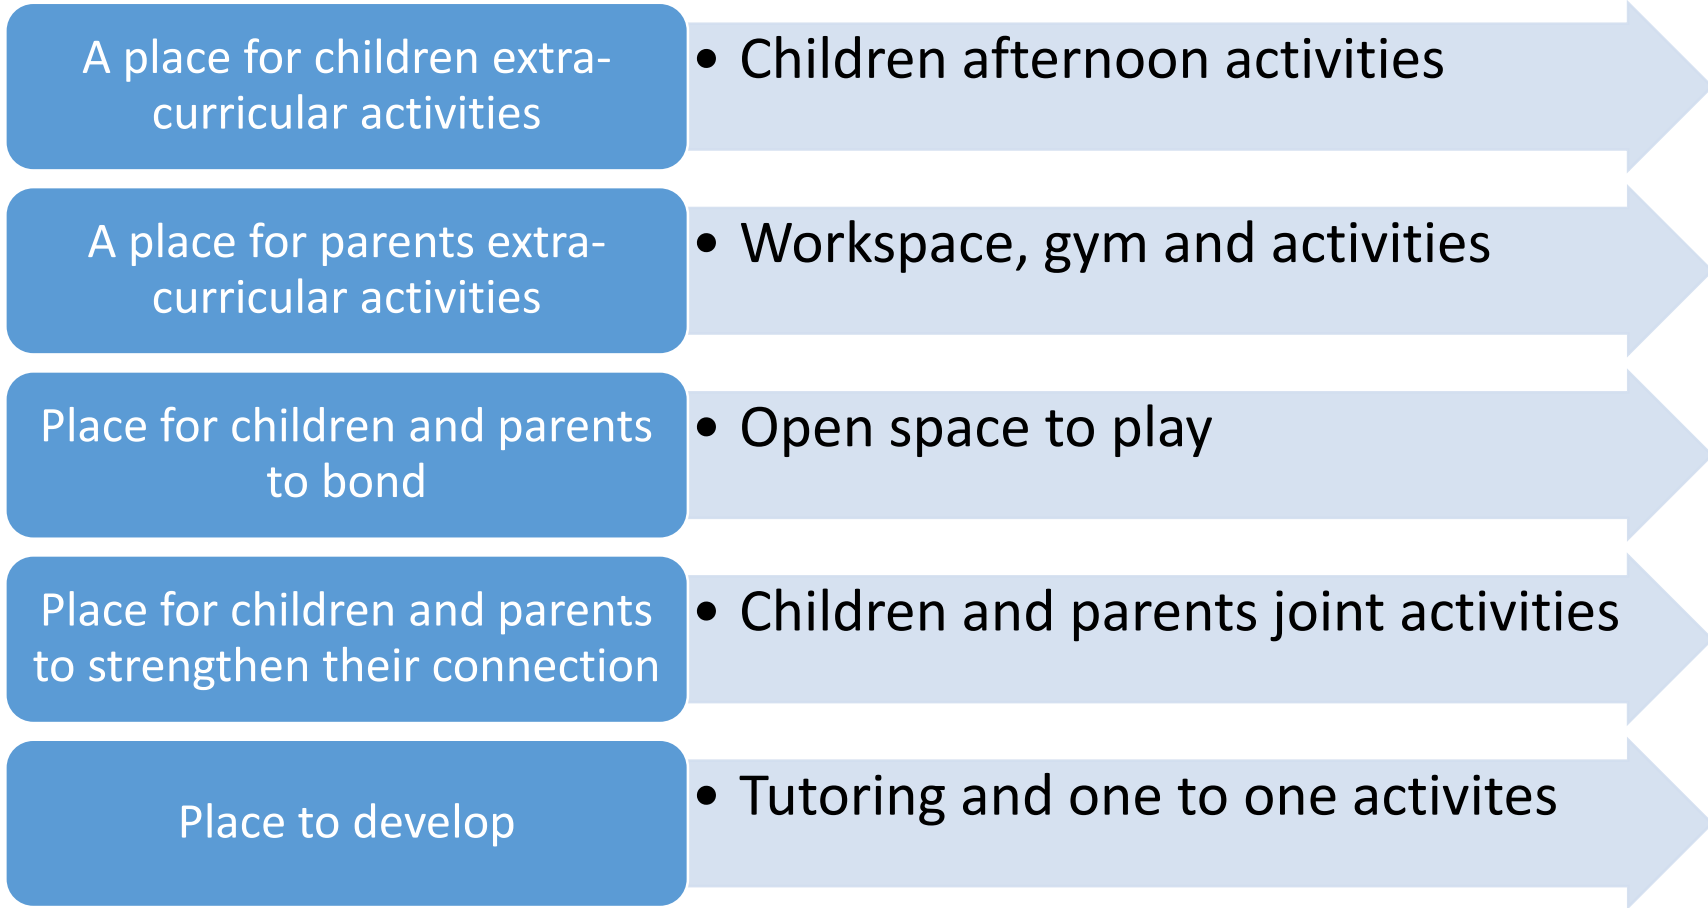 A place for children extra-
curricular activities
• Children afternoon activities
A place for parents extra-
curricular activities
• Workspace, gym and activities
Place for children and parents
to bond
• Open space to play
Place for children and parents
to strengthen their connection
• Children and parents joint activities
Place to develop
• Tutoring and one to one activites